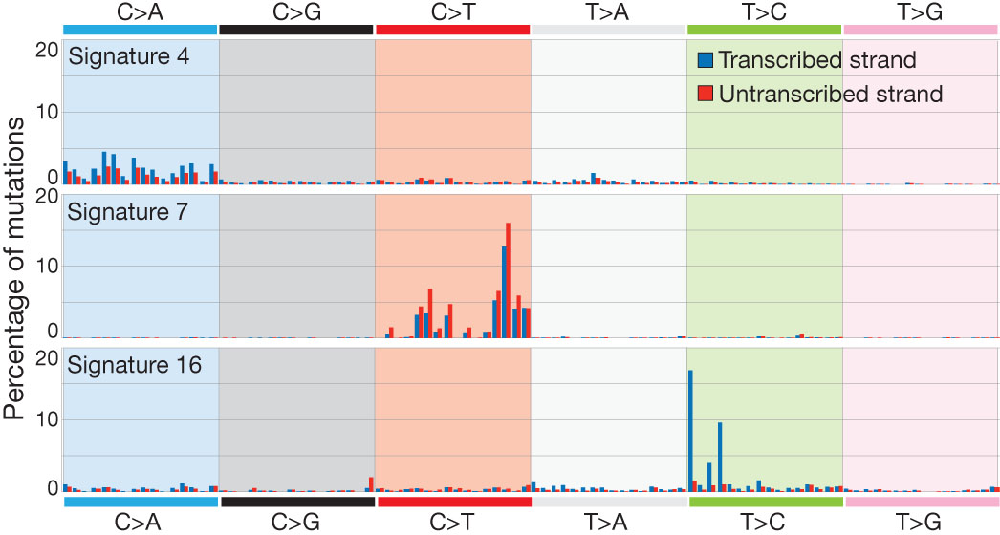 C>A C>G C>T T>A T>C T>G
20
Signature 4
Transcribed strand
Untranscribed strand
10
0
20
Signature 7
10
0
20
Signature 16
10
0
Percentage of mutations
C>A C>G C>T T>A T>C T>G